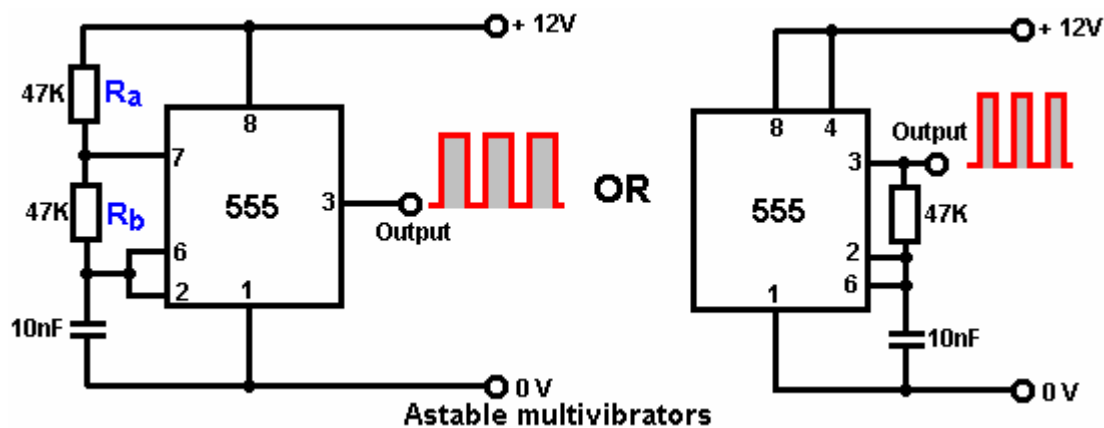 + 12V
47K
Ra
8
7
47K
Rb
555
3
Output
6
2
1
10nF
0 V
OR
+ 12V
8
4
Output
3
555
47K
2
6
1
10nF
0 V
Astable multivibrators